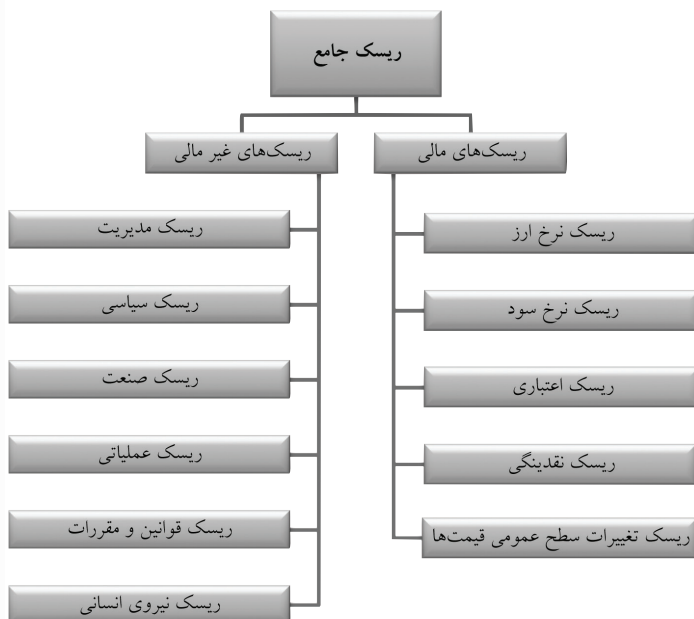 ریسک جامع
ریسک‌های مالی
ریسک نرخ ارز
ریسک نرخ سود
ریسک اعتباری
ریسک نقدینگی
ریسک تغییرات سطح عمومی قیمت‌ها
ریسک‌های غیر مالی
ریسک مدیریت
ریسک سیاسی
ریسک صنعت
ریسک عملیاتی
ریسک قوانین و مقررات
ریسک نیروی انسانی